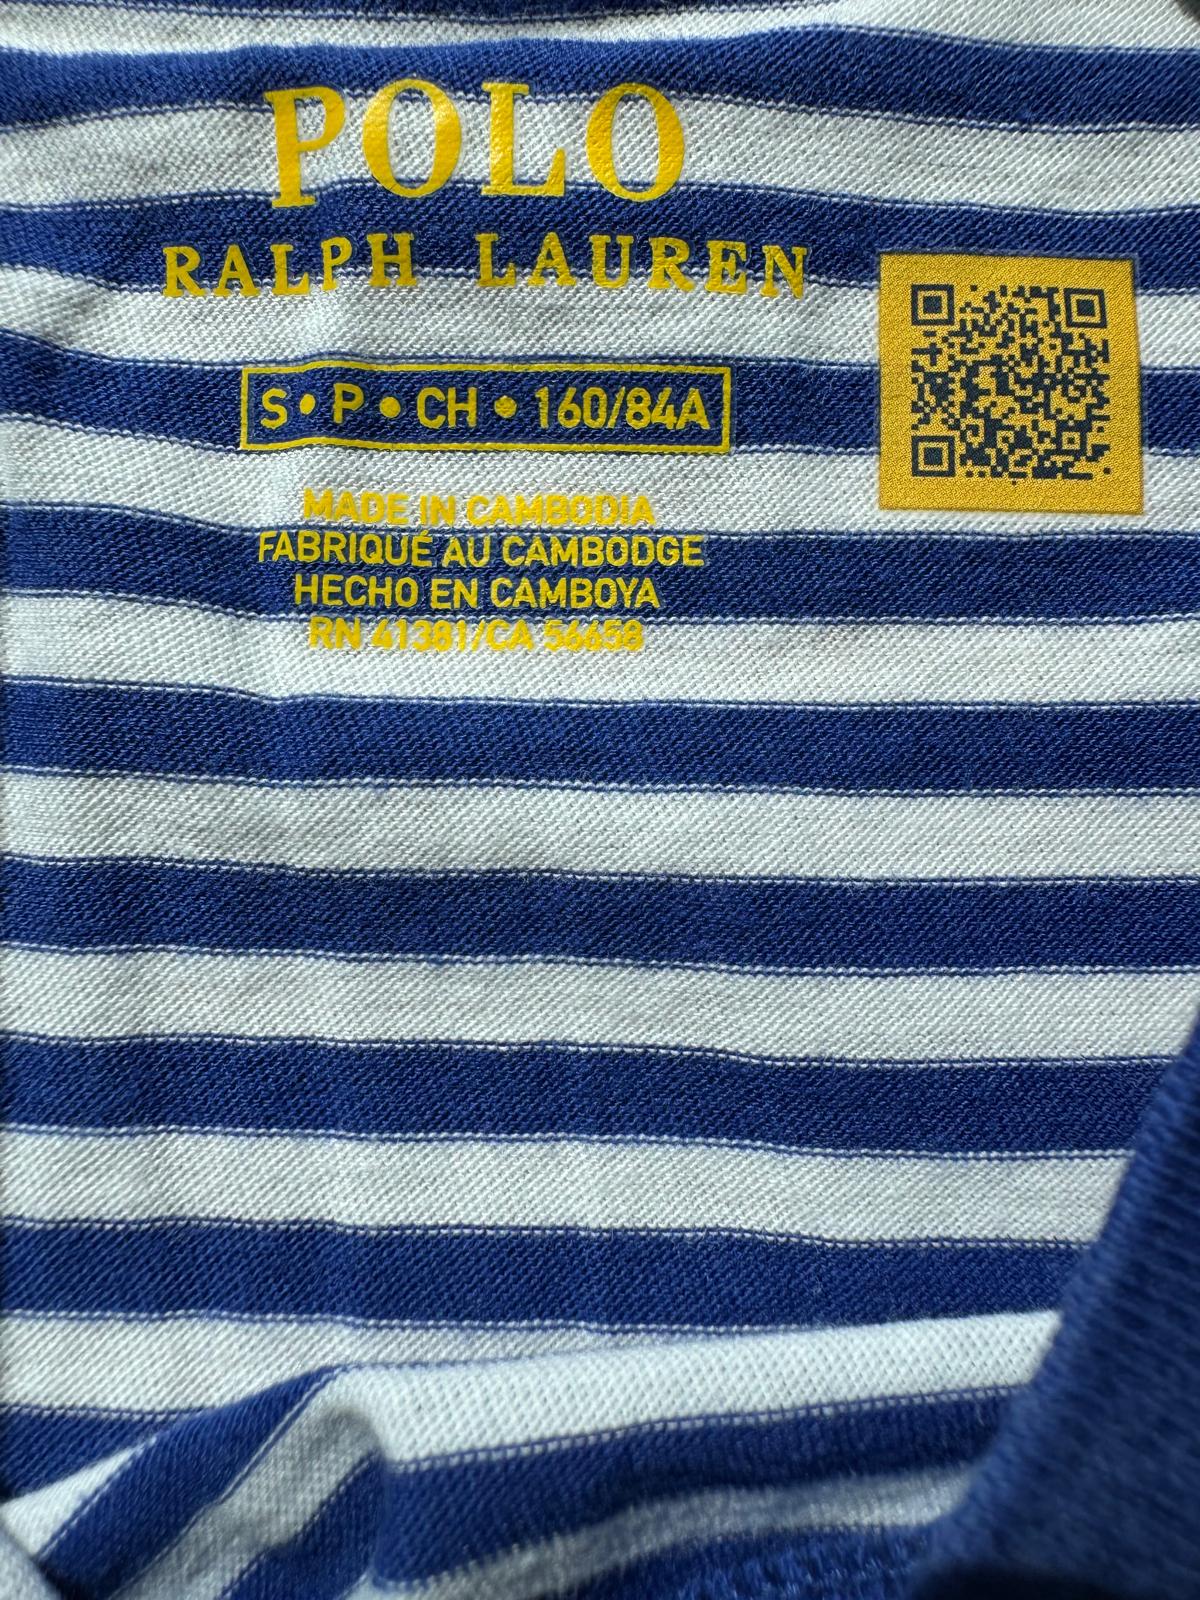 POLO
RALPH LAUREN
S • P • CH • 160/84A
MADE IN CAMBODIA
FABRIQUÉ AU CAMBODGE
HECHO EN CAMBOYA
RN 41381/CA 56658